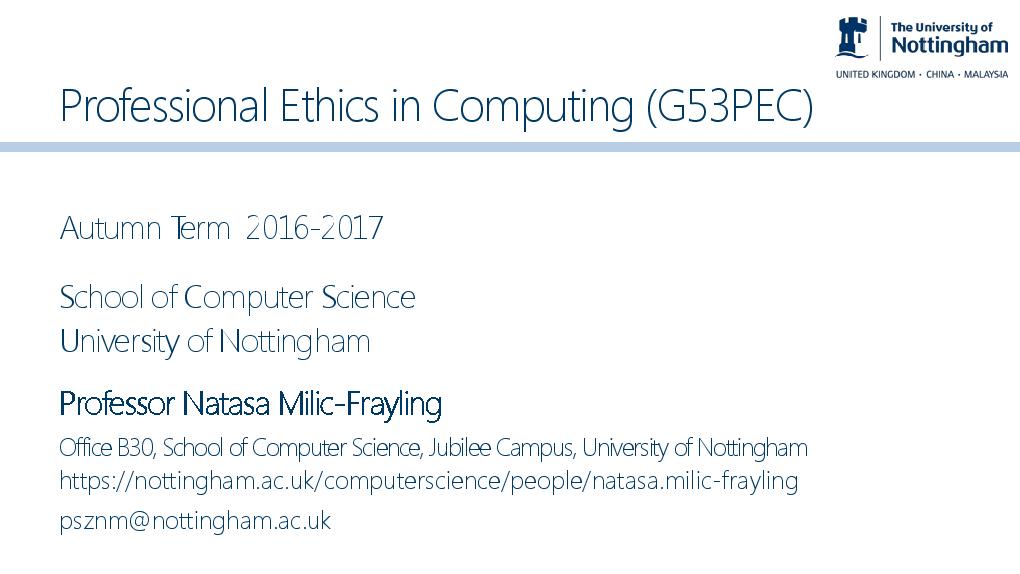 The University of
Nottingham
UNITED KINGDOM · CHINA · MALAYSIA
Professional Ethics in Computing (G53PEC)
Autumn Term 2016-2017
School of Computer Science
University of Nottingham
Professor Natasa Milic-Frayling
Office B30, School of Computer Science, Jubilee Campus, University of Nottingham
https://nottingham.ac.uk/computerscience/people/natasa.milic-frayling
psznm@nottingham.ac.uk